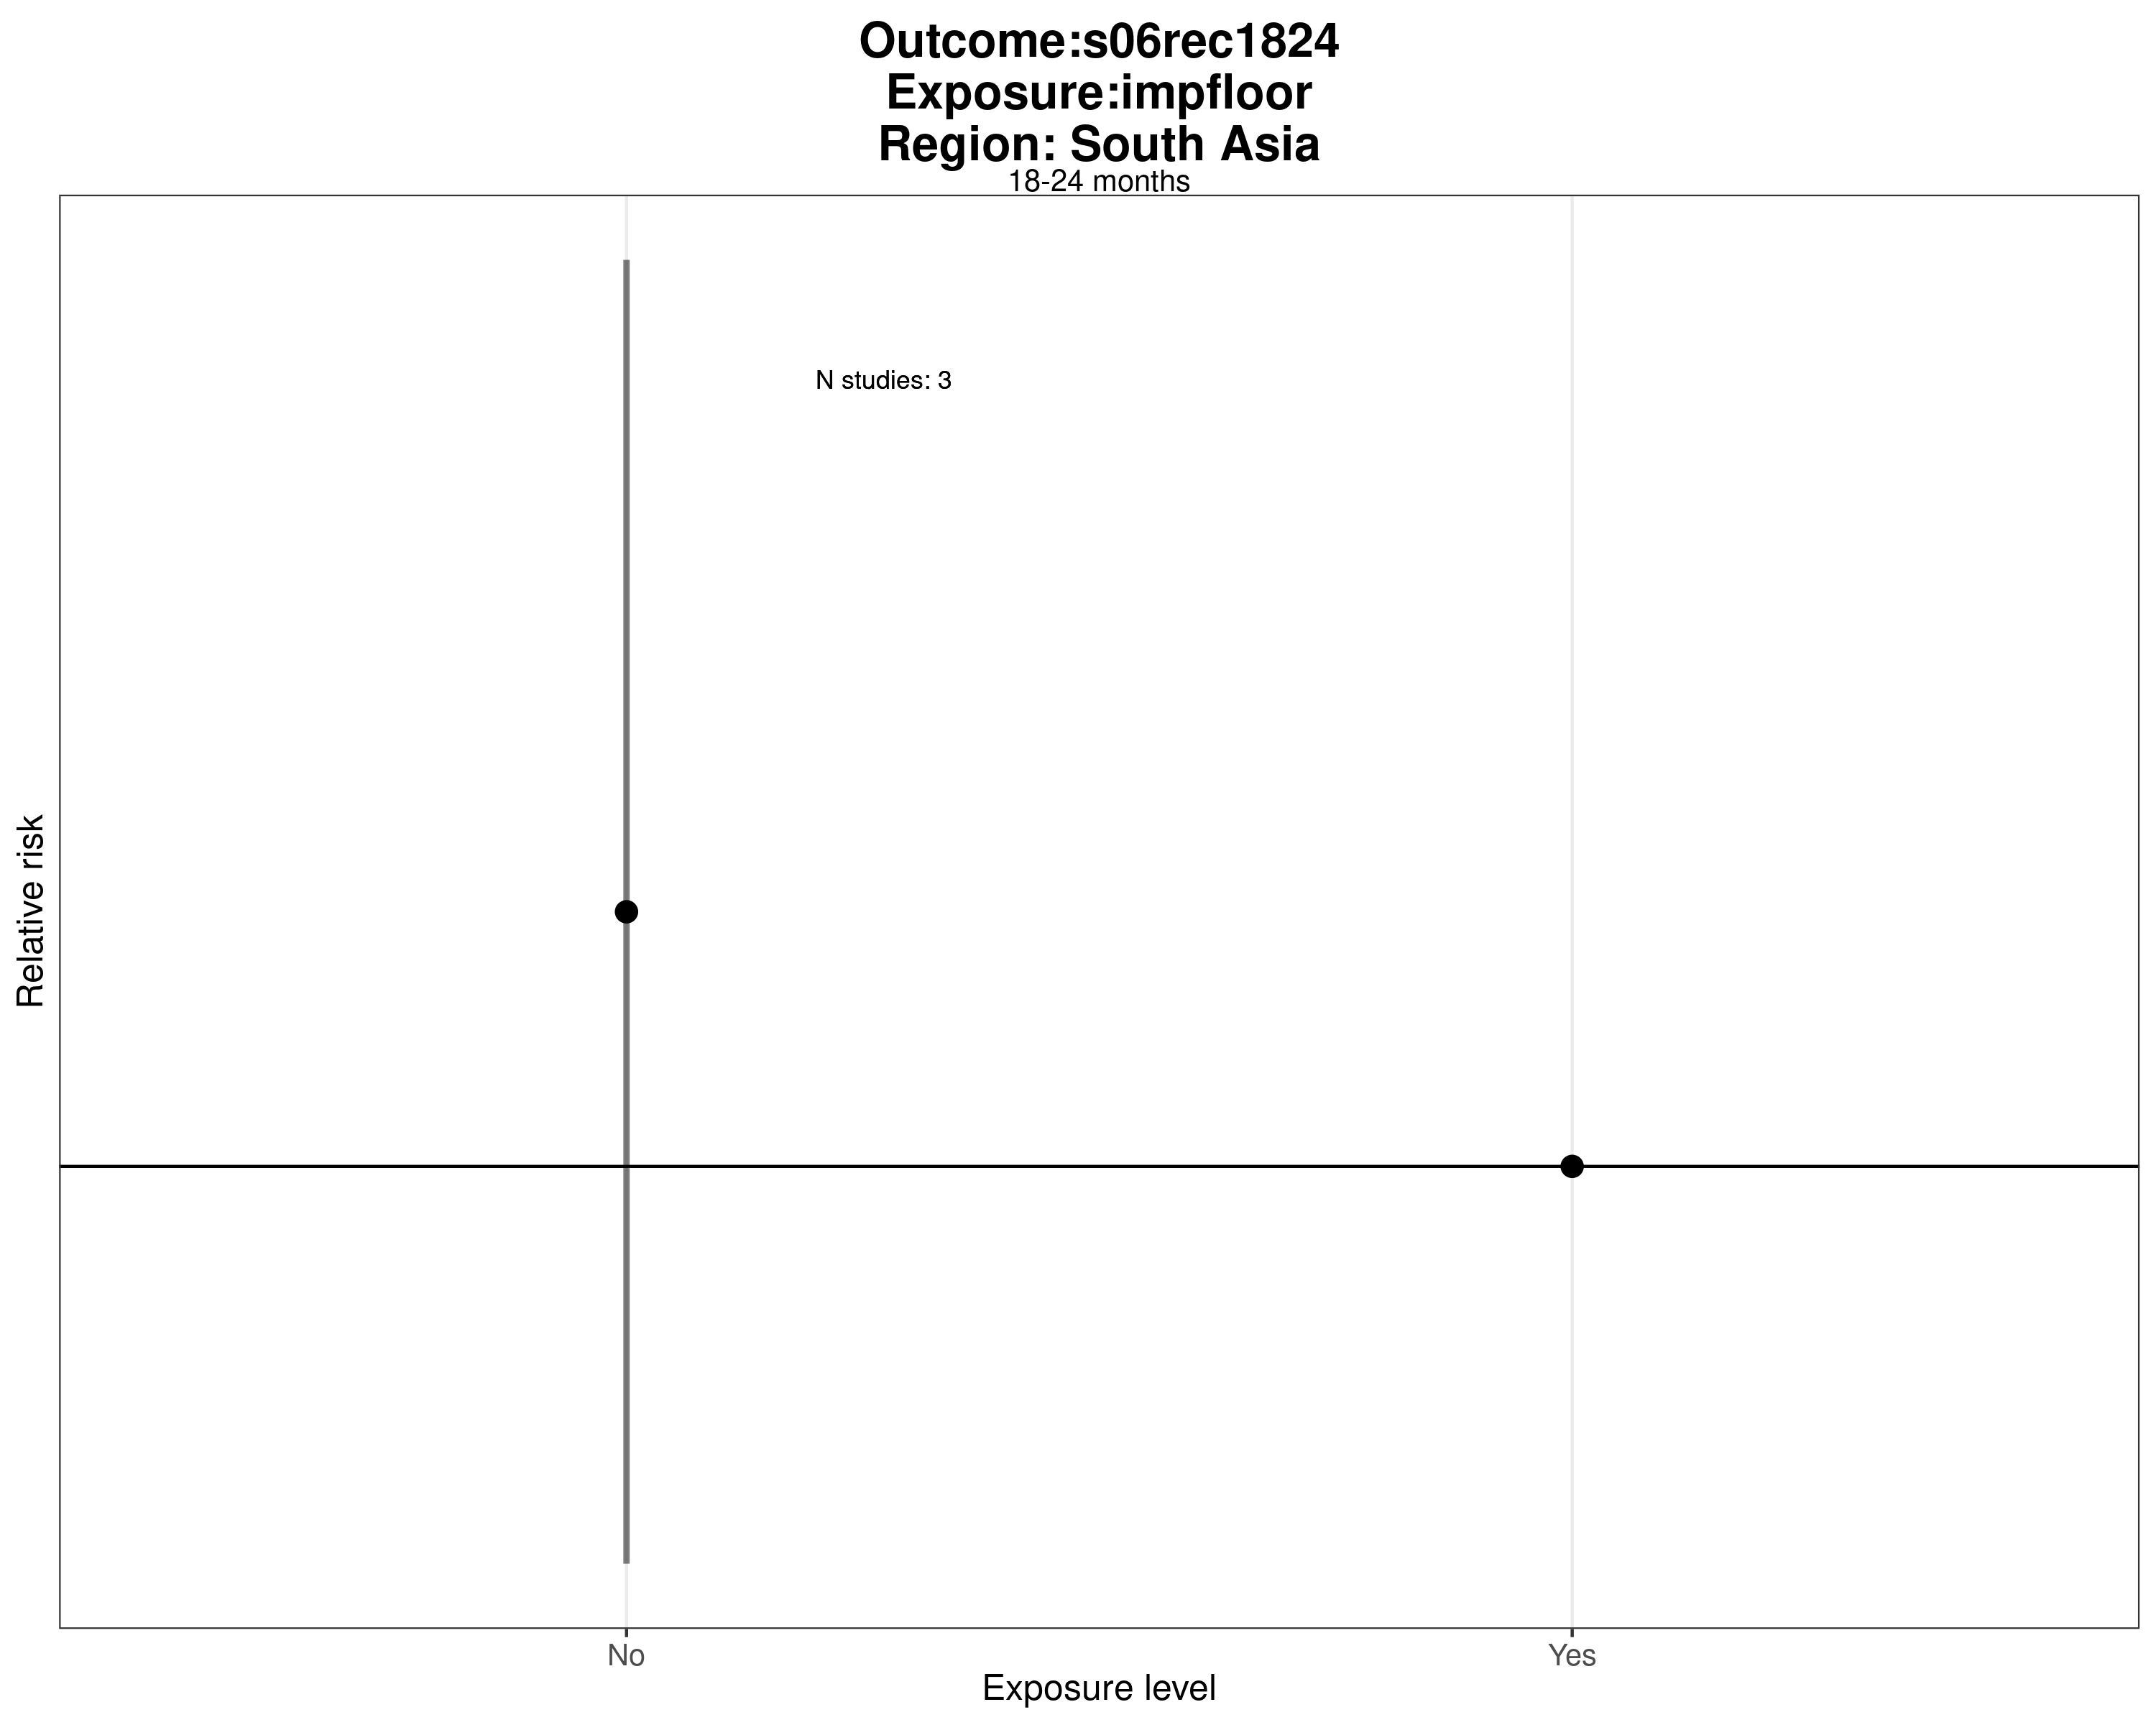 Outcome:s06rec1824
Exposure:impfloor
Region: South Asia
18-24 months
N studies: 3
Relative risk
No
Yes
Exposure level